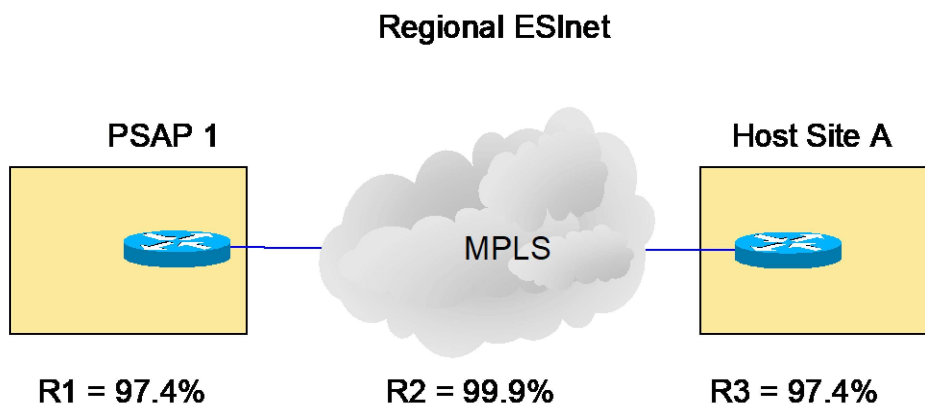 Regional ESInet
PSAP 1
Host Site A
MPLS
R1 = 97.4%
R2 = 99.9%
R3 = 97.4%